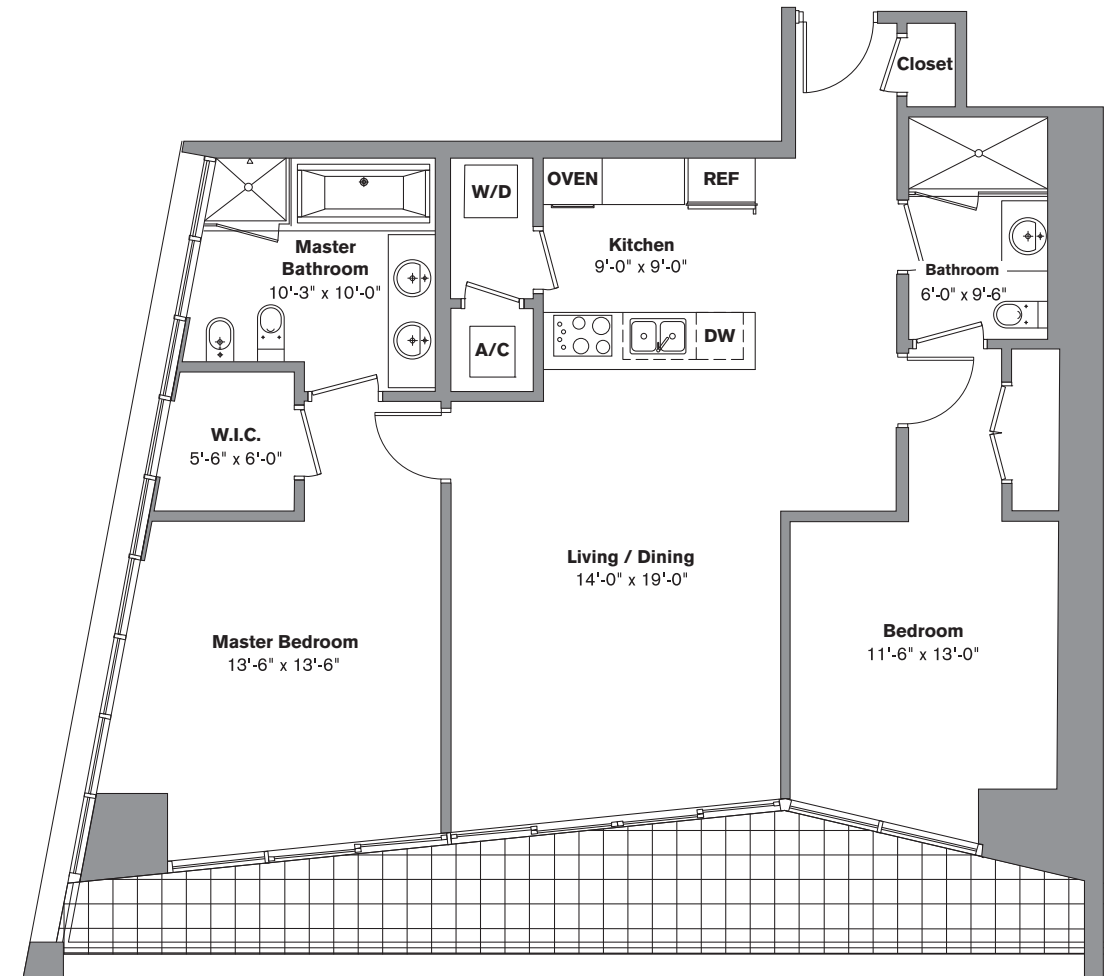 Closet
OVEN
REF
W/D
Master
Bathroom
10'-3" x 10'-0"
Kitchen
9'-0" x 9'-0"
Bathroom
6'-0" x 9'-6"
DW
A/C
W.I.C.
5'-6" x 6'-0"
Living / Dining
14'-0" x 19'-0"
Master Bedroom
13'-6" x 13'-6"
Bedroom
11'-6" x 13'-0"